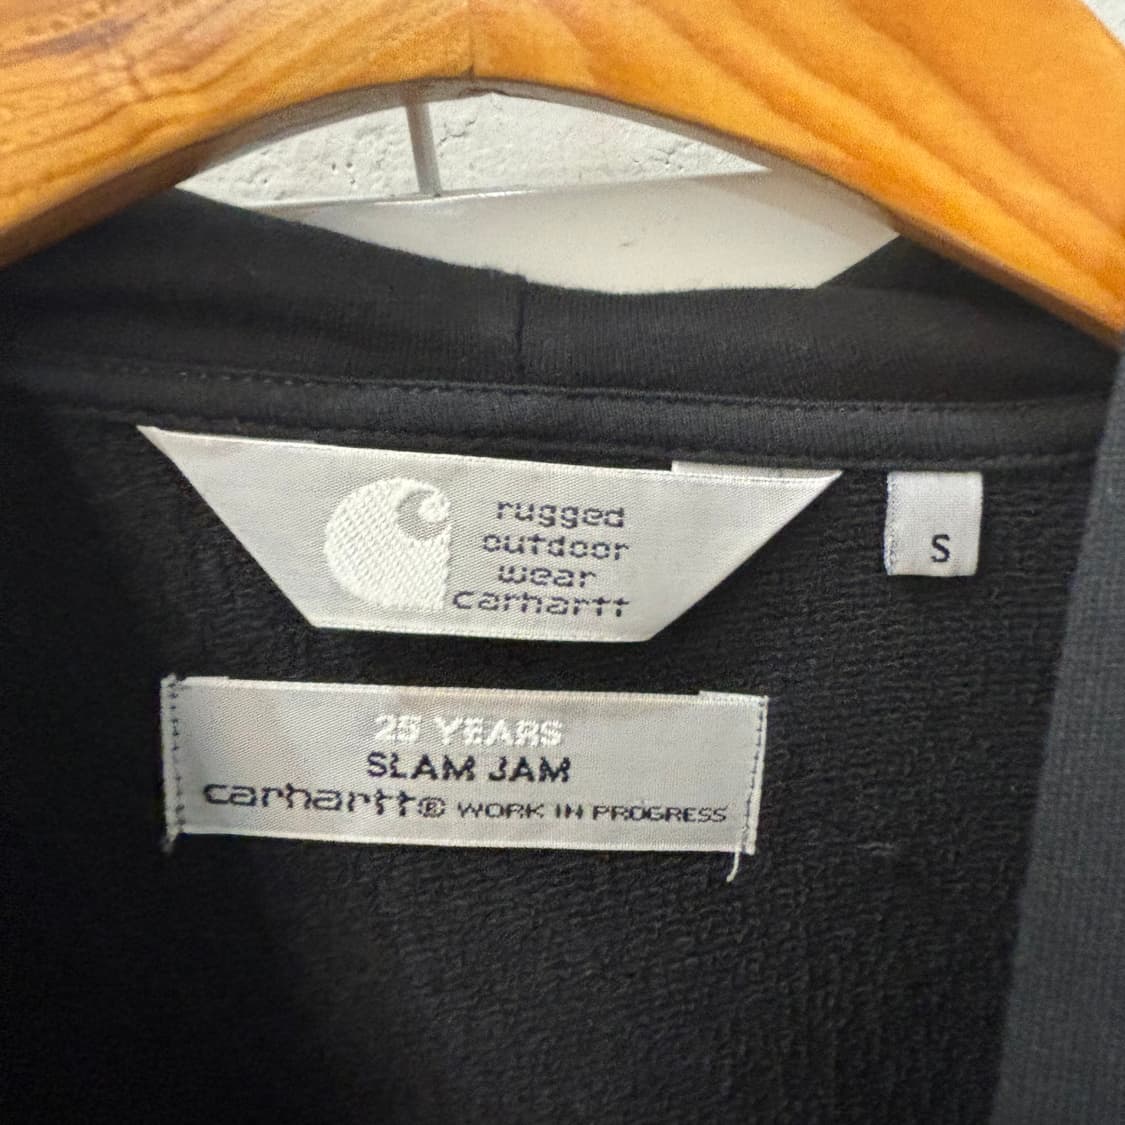 rugged
outdoor
wear
carhartt
S
25 YEARS
SLAM JAM
carhartt® WORK IN PROGRESS